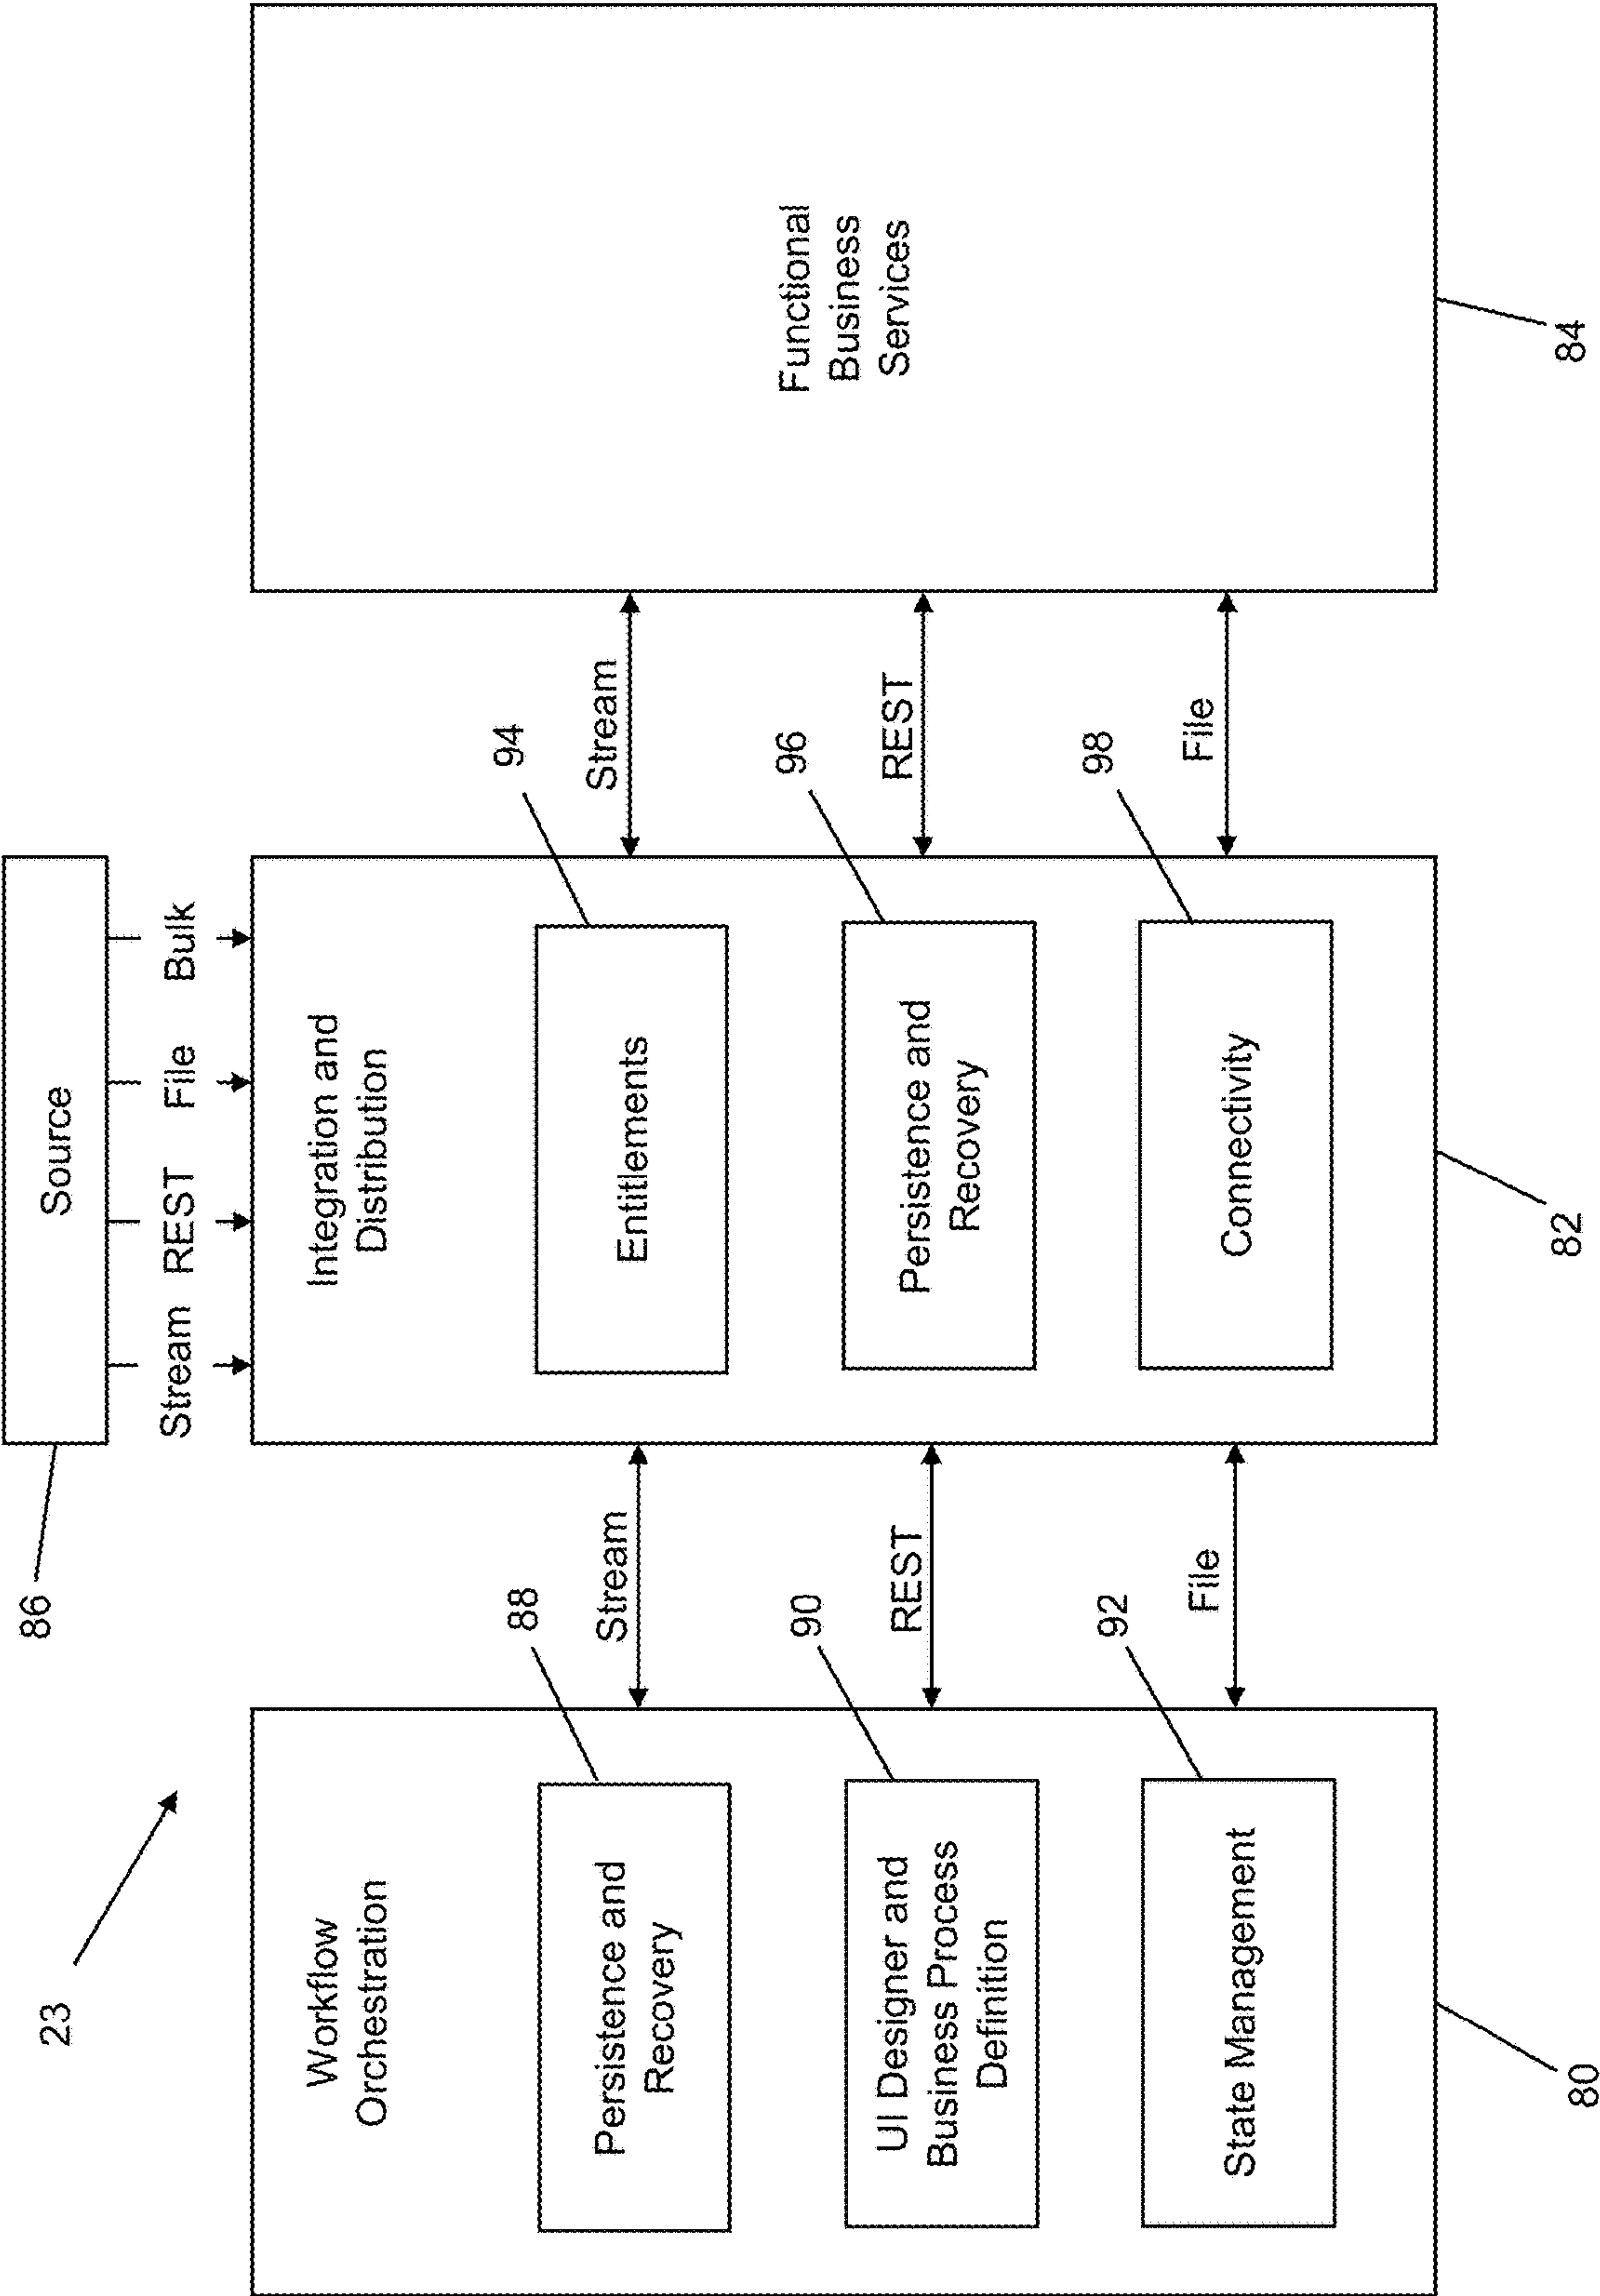 23
86
Source
Stream REST File Bulk
Workflow
Orchestration
Persistence and
Recovery
88
UI Designer and
Business Process
Definition
90
State Management
92
80
Stream
REST
File
Integration and
Distribution
Entitlements
94
Persistence and
Recovery
96
Connectivity
98
82
Stream
REST
File
Functional
Business
Services
84